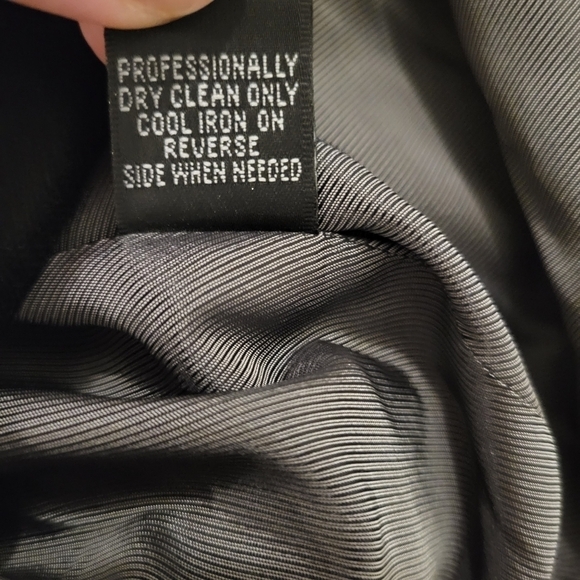 PROFESSIONALLY
DRY CLEAN ONLY
COOL IRON ON
REVERSE
SIDE WHEN NEEDED